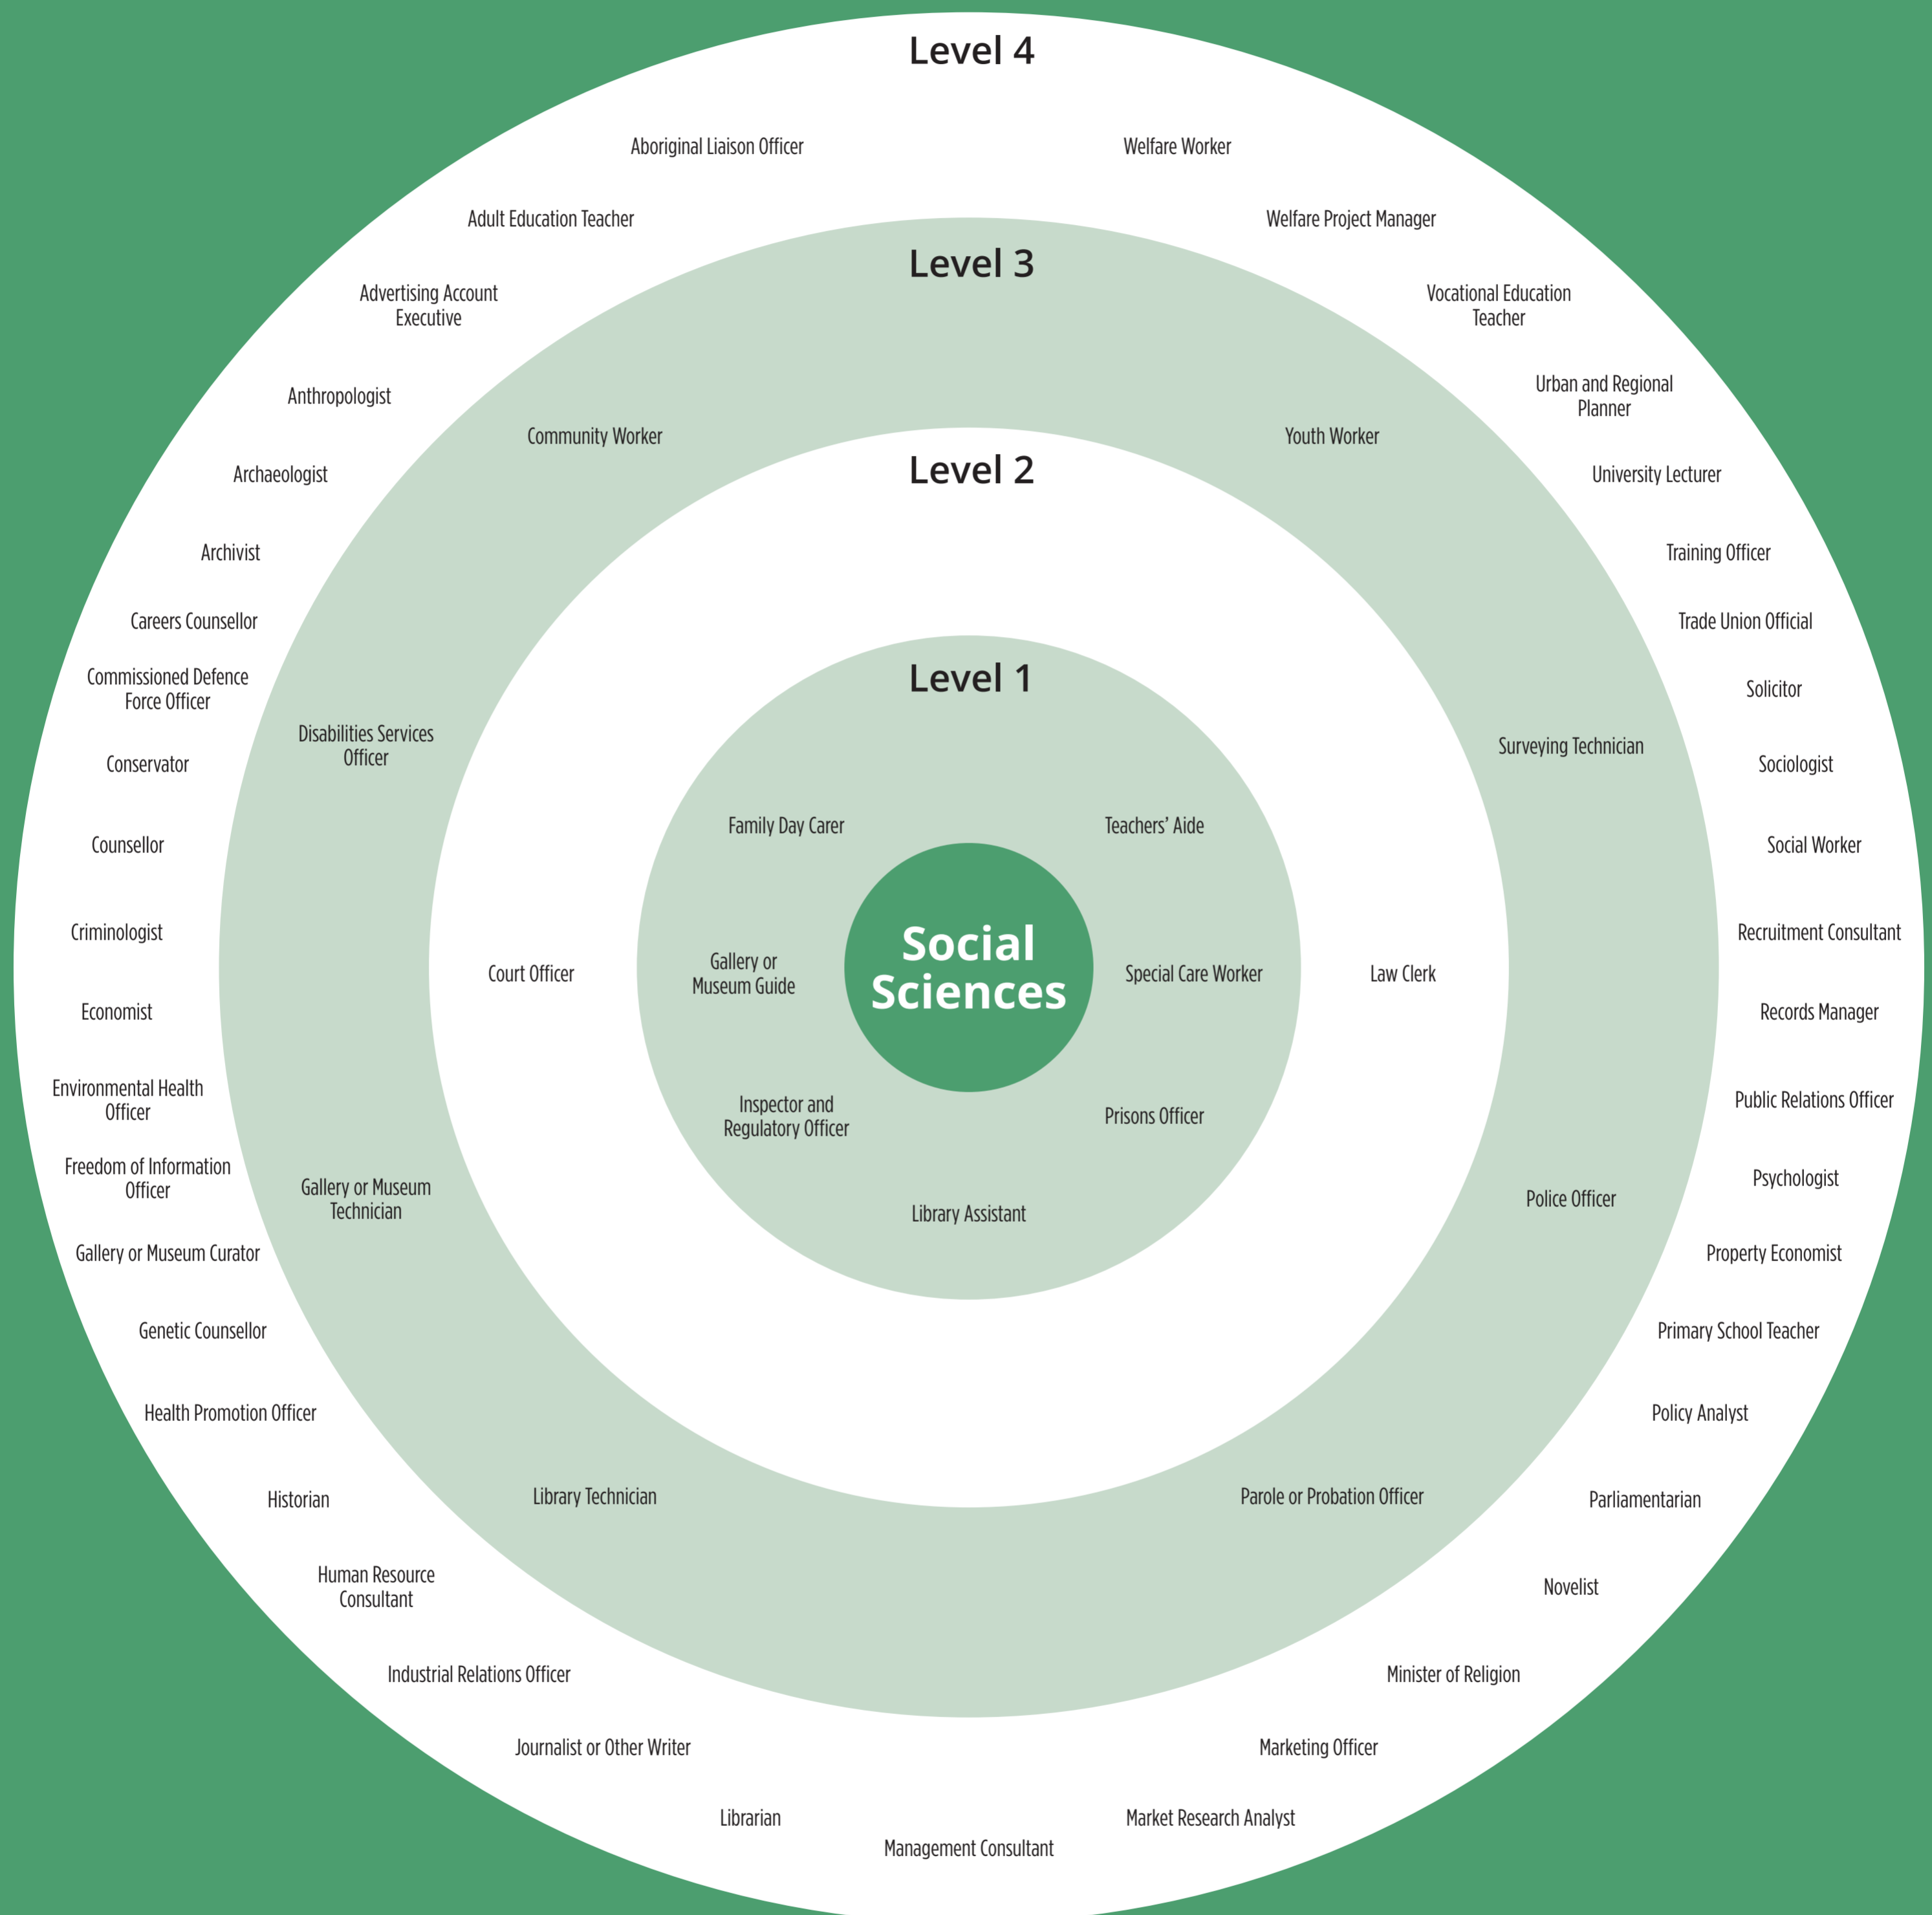 Level 4
Aboriginal Liaison Officer
Welfare Worker
Adult Education Teacher
Welfare Project Manager
Level 3
Advertising Account
Executive
Vocational Education
Teacher
Anthropologist
Urban and Regional
Planner
Community Worker
Youth Worker
Level 2
Archaeologist
University Lecturer
Archivist
Training Officer
Careers Counsellor
Trade Union Official
Level 1
Commissioned Defence
Force Officer
Solicitor
Disabilities Services
Officer
Surveying Technician
Conservator
Sociologist
Family Day Carer
Teachers’ Aide
Counsellor
Social Worker
Criminologist
Recruitment Consultant
Social
Sciences
Court Officer
Gallery or
Museum Guide
Special Care Worker
Law Clerk
Economist
Records Manager
Environmental Health
Officer
Inspector and
Regulatory Officer
Prisons Officer
Public Relations Officer
Freedom of Information
Officer
Psychologist
Gallery or Museum
Technician
Police Officer
Library Assistant
Gallery or Museum Curator
Property Economist
Genetic Counsellor
Primary School Teacher
Health Promotion Officer
Policy Analyst
Historian
Library Technician
Parole or Probation Officer
Parliamentarian
Human Resource
Consultant
Novelist
Industrial Relations Officer
Minister of Religion
Journalist or Other Writer
Marketing Officer
Librarian
Market Research Analyst
Management Consultant